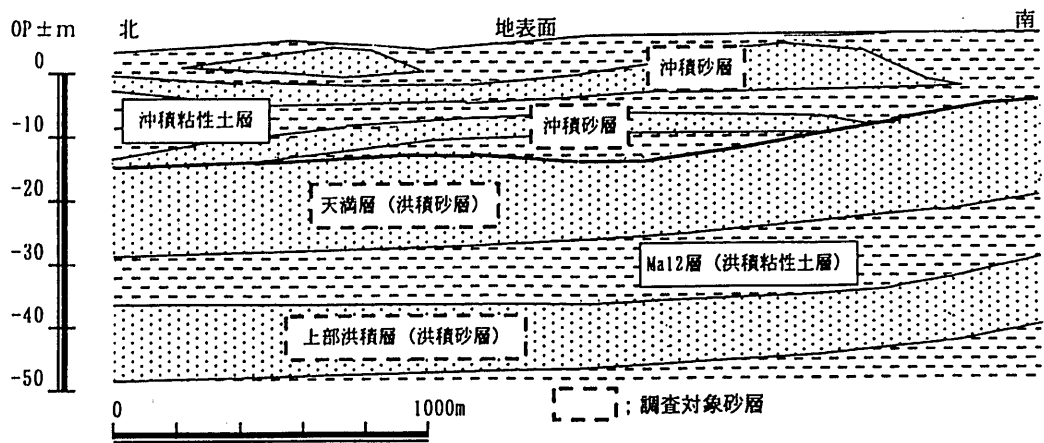 OP±m
北
地表面
南
0
-10
-20
-30
-40
-50
沖積砂層
沖積粘性土層
沖積砂層
天満層(洪積砂層)
Ma12層(洪積粘性土層)
上部洪積層(洪積砂層)
0
1000m
;調査対象砂層